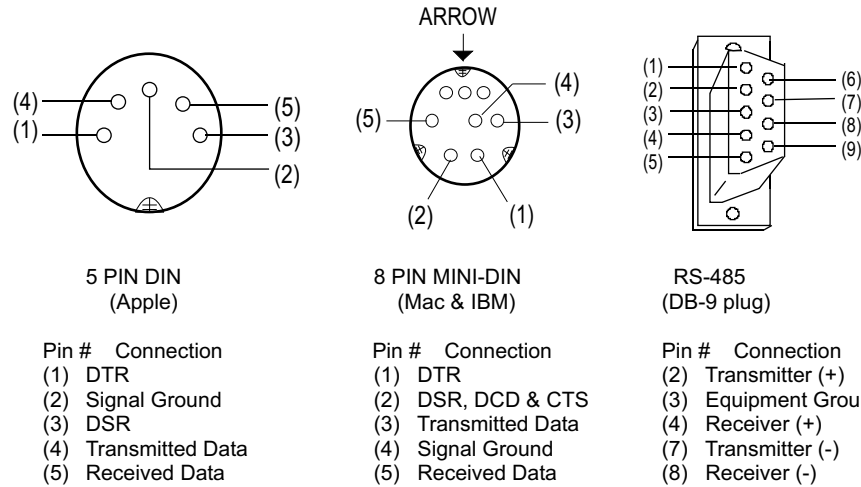 ARROW
(4)
(1)
(5)
(3)
(2)
(5)
(4)
(3)
(2)
(1)
(1)
(2)
(3)
(4)
(5)
(6)
(7)
(8)
(9)
5 PIN DIN
(Apple)
Pin # Connection
(1) DTR
(2) Signal Ground
(3) DSR
(4) Transmitted Data
(5) Received Data
8 PIN MINI-DIN
(Mac & IBM)
Pin # Connection
(1) DTR
(2) DSR, DCD & CTS
(3) Transmitted Data
(4) Signal Ground
(5) Received Data
RS-485
(DB-9 plug)
Pin # Connection
(2) Transmitter (+)
(3) Equipment Grou
(4) Receiver (+)
(7) Transmitter (-)
(8) Receiver (-)